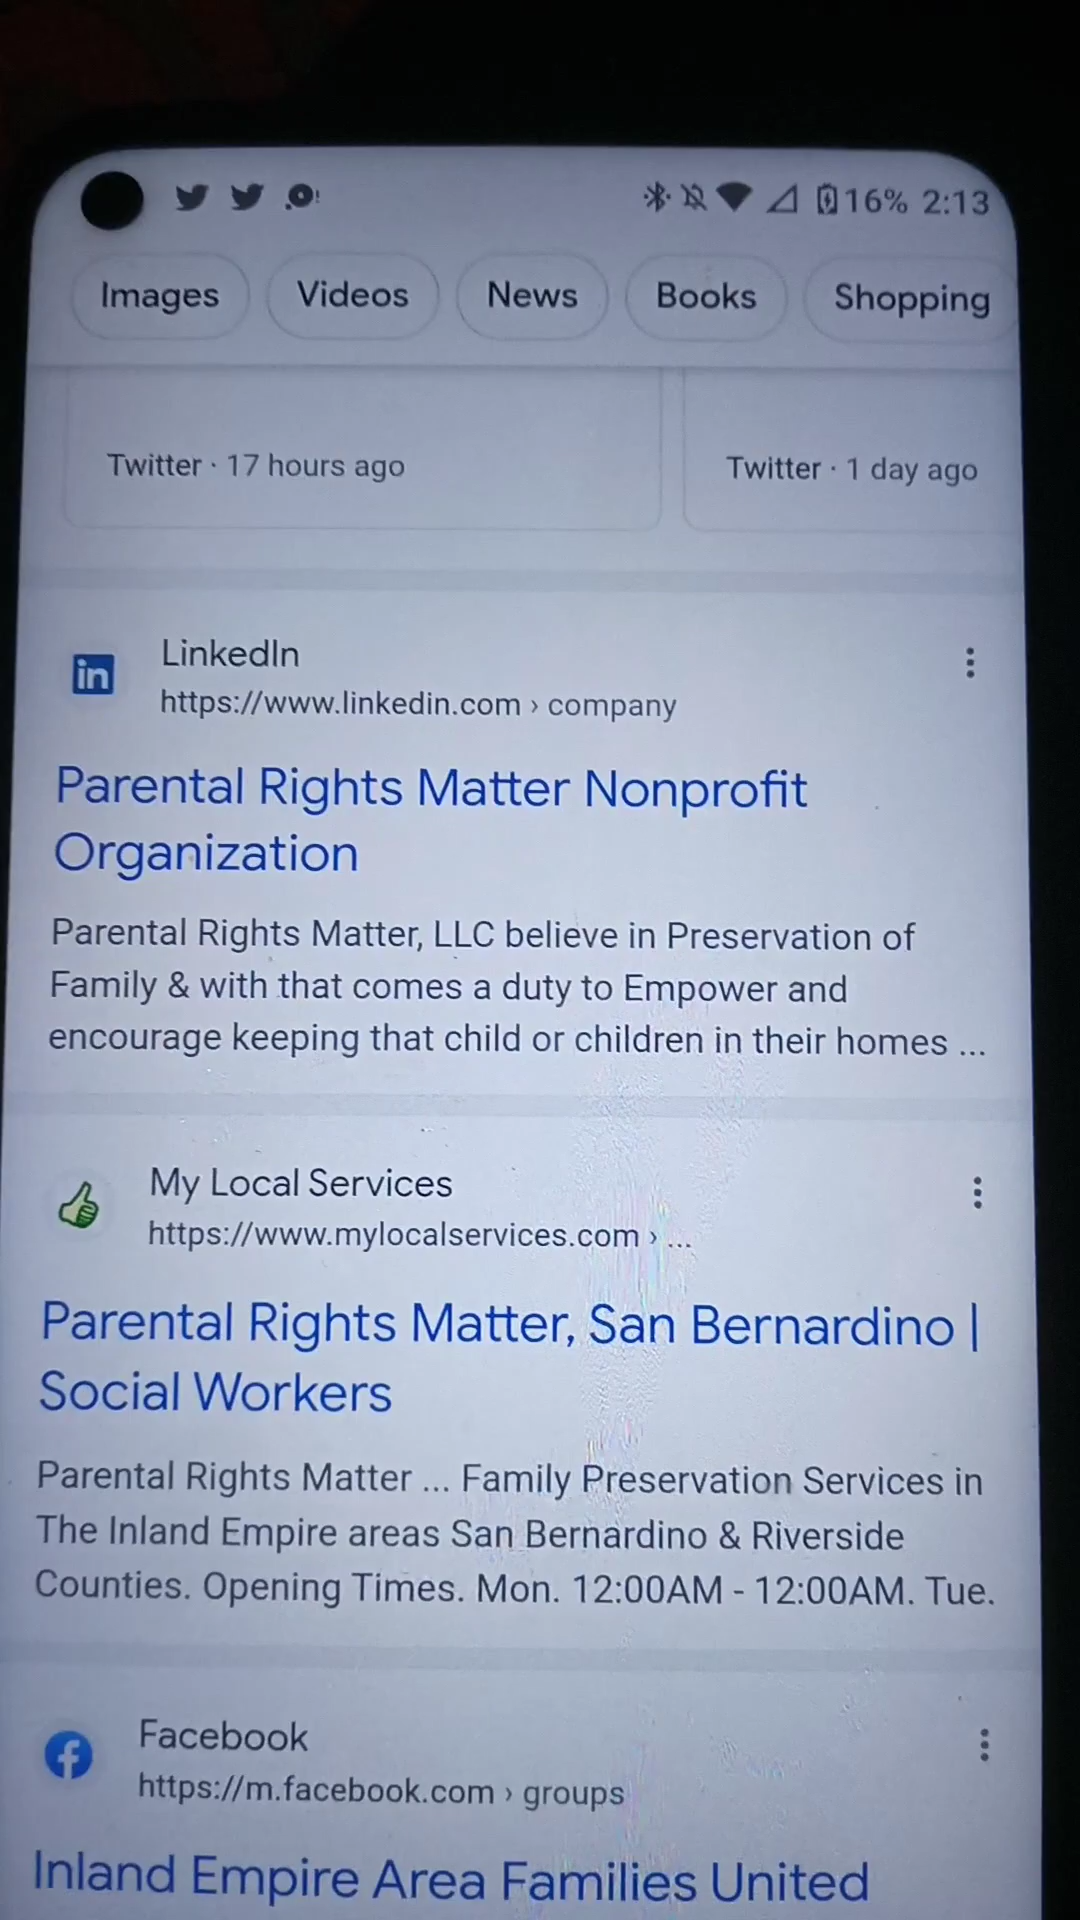 16% 2:13
Images Videos News Books Shopping
Twitter · 17 hours ago
Twitter · 1 day ago
in
LinkedIn
https://www.linkedin.com › company
Parental Rights Matter Nonprofit
Organization
Parental Rights Matter, LLC believe in Preservation of
Family & with that comes a duty to Empower and
encourage keeping that child or children in their homes ...
My Local Services
https://www.mylocalservices.com › ...
Parental Rights Matter, San Bernardino |
Social Workers
Parental Rights Matter ... Family Preservation Services in
The Inland Empire areas San Bernardino & Riverside
Counties. Opening Times. Mon. 12:00AM - 12:00AM. Tue.
f
Facebook
https://m.facebook.com › groups
Inland Empire Area Families United